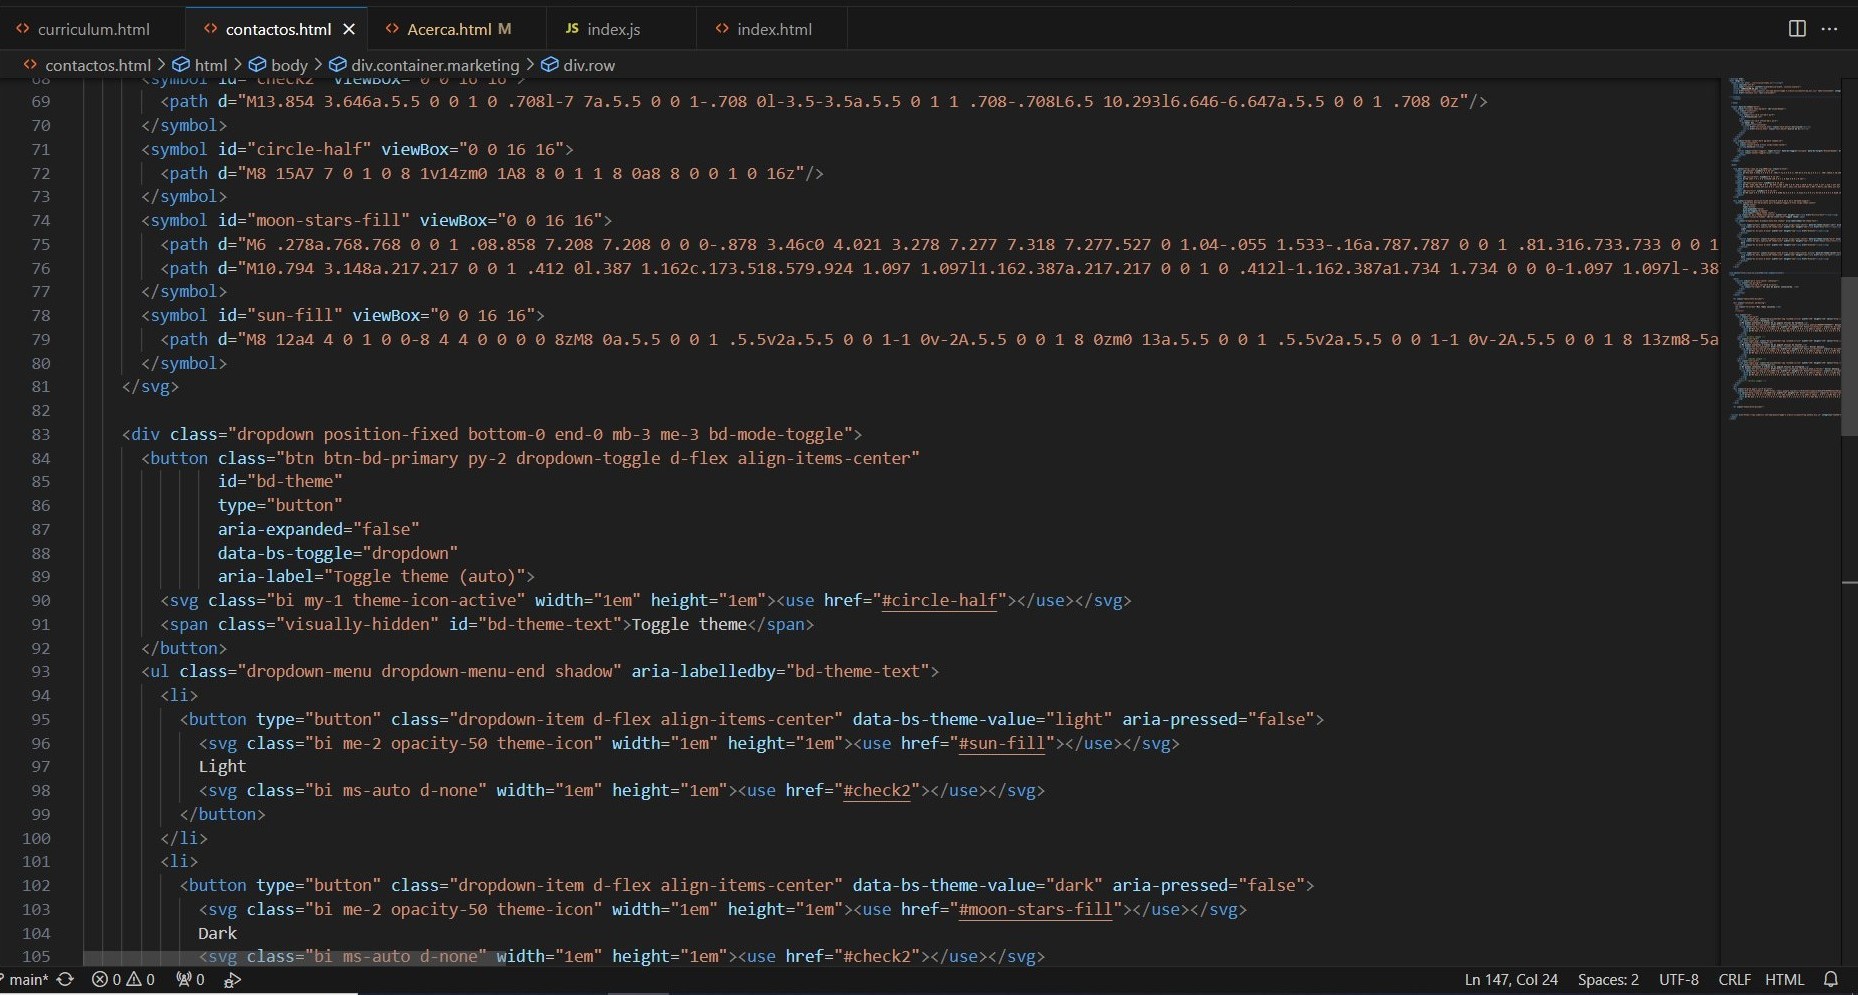 curriculum.html contactos.html Acerca.html M JS index.js index.html
contactos.html > html > body > div.container.marketing > div.row
68 <symbol id="check2" viewBox="0 0 16 16">
69 <path d="M13.854 3.646a.5.5 0 0 1 0 .708l-7 7a.5.5 0 0 1-.708 0l-3.5-3.5a.5.5 0 1 1 .708-.708L6.5 10.293l6.646-6.647a.5.5 0 0 1 .708 0z"/>
70 </symbol>
71 <symbol id="circle-half" viewBox="0 0 16 16">
72 <path d="M8 15A7 7 0 1 0 8 1v14zm0 1A8 8 0 1 1 8 0a8 8 0 0 1 0 16z"/>
73 </symbol>
74 <symbol id="moon-stars-fill" viewBox="0 0 16 16">
75 <path d="M6 .278a.768.768 0 0 1 .08.858 7.208 7.208 0 0 0-.878 3.46c0 4.021 3.278 7.277 7.318 7.277.527 0 1.04-.055 1.533-.16a.787.787 0 0 1 .81.316.733.733 0 0 1
76 <path d="M10.794 3.148a.217.217 0 0 1 .412 0l.387 1.162c.173.518.579.924 1.097 1.097l1.162.387a.217.217 0 0 1 0 .412l-1.162.387a1.734 1.734 0 0 0-1.097 1.097l-.38
77 </symbol>
78 <symbol id="sun-fill" viewBox="0 0 16 16">
79 <path d="M8 12a4 4 0 1 0 0-8 4 4 0 0 0 0 8zM8 0a.5.5 0 0 1 .5.5v2a.5.5 0 0 1-1 0v-2A.5.5 0 0 1 8 0zm0 13a.5.5 0 0 1 .5.5v2a.5.5 0 0 1-1 0v-2A.5.5 0 0 1 8 13zm8-5a
80 </symbol>
81 </svg>
82
83 <div class="dropdown position-fixed bottom-0 end-0 mb-3 me-3 bd-mode-toggle">
84 <button class="btn btn-bd-primary py-2 dropdown-toggle d-flex align-items-center"
85 id="bd-theme"
86 type="button"
87 aria-expanded="false"
88 data-bs-toggle="dropdown"
89 aria-label="Toggle theme (auto)">
90 <svg class="bi my-1 theme-icon-active" width="1em" height="1em"><use href="#circle-half"></use></svg>
91 <span class="visually-hidden" id="bd-theme-text">Toggle theme</span>
92 </button>
93 <ul class="dropdown-menu dropdown-menu-end shadow" aria-labelledby="bd-theme-text">
94 <li>
95 <button type="button" class="dropdown-item d-flex align-items-center" data-bs-theme-value="light" aria-pressed="false">
96 <svg class="bi me-2 opacity-50 theme-icon" width="1em" height="1em"><use href="#sun-fill"></use></svg>
97 Light
98 <svg class="bi ms-auto d-none" width="1em" height="1em"><use href="#check2"></use></svg>
99 </button>
100 </li>
101 <li>
102 <button type="button" class="dropdown-item d-flex align-items-center" data-bs-theme-value="dark" aria-pressed="false">
103 <svg class="bi me-2 opacity-50 theme-icon" width="1em" height="1em"><use href="#moon-stars-fill"></use></svg>
104 Dark
105 <svg class="bi ms-auto d-none" width="1em" height="1em"><use href="#check2"></use></svg>
main* 0 0 0 Ln 147, Col 24 Spaces: 2 UTF-8 CRLF HTML